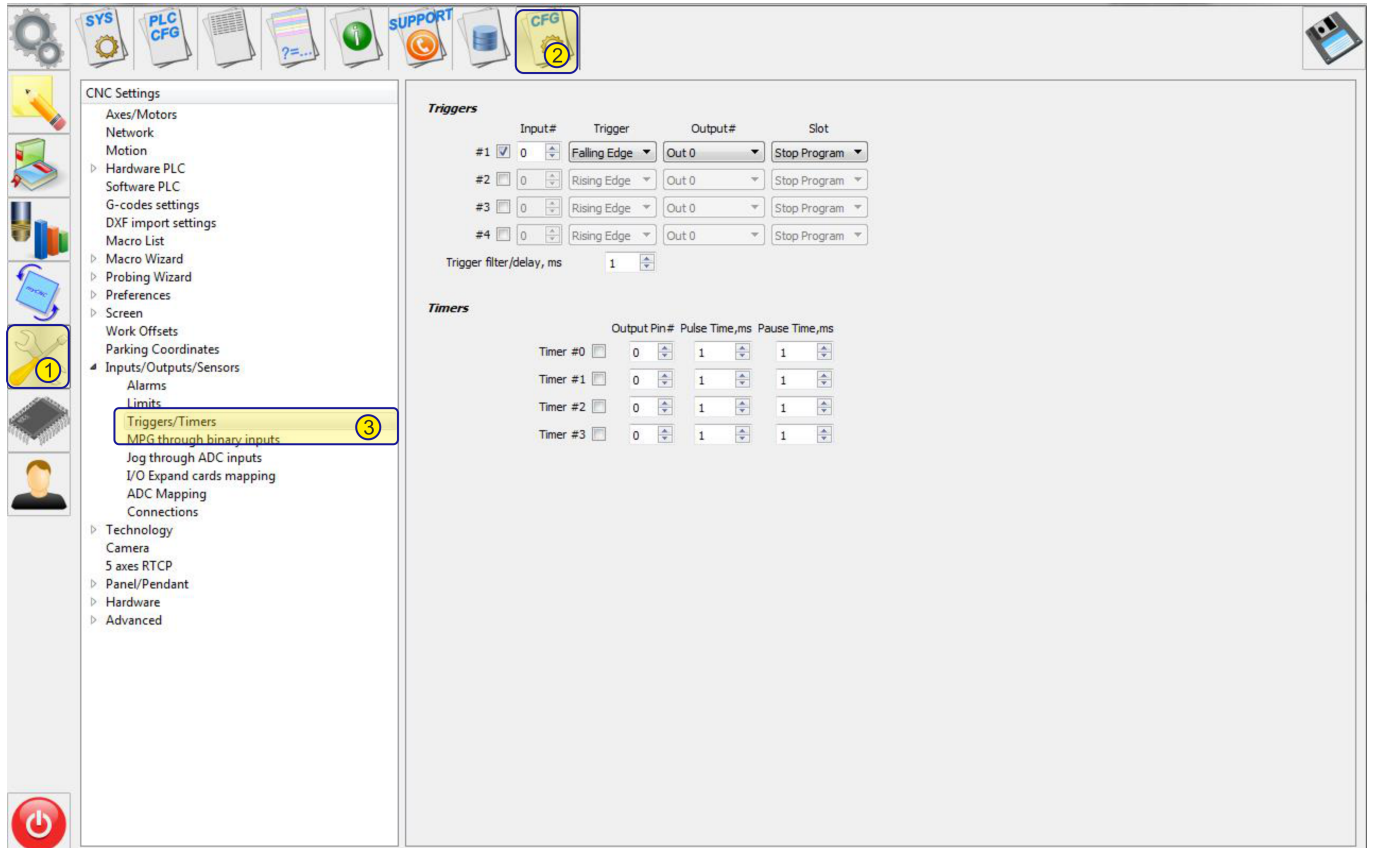 SYS
PLC
CFG
?=...
SUPPORT
CFG
2
myCNC
1
CNC Settings
Axes/Motors
Network
Motion
Hardware PLC
Software PLC
G-codes settings
DXF import settings
Macro List
Macro Wizard
Probing Wizard
Preferences
Screen
Work Offsets
Parking Coordinates
Inputs/Outputs/Sensors
Alarms
Limits
Triggers/Timers
3
MPG through binary inputs
Jog through ADC inputs
I/O Expand cards mapping
ADC Mapping
Connections
Technology
Camera
5 axes RTCP
Panel/Pendant
Hardware
Advanced
Triggers
Input# Trigger Output# Slot
#1 0 Falling Edge Out 0 Stop Program
#2 0 Rising Edge Out 0 Stop Program
#3 0 Rising Edge Out 0 Stop Program
#4 0 Rising Edge Out 0 Stop Program
Trigger filter/delay, ms 1
Timers
Output Pin# Pulse Time,ms Pause Time,ms
Timer #0 0 1 1
Timer #1 0 1 1
Timer #2 0 1 1
Timer #3 0 1 1